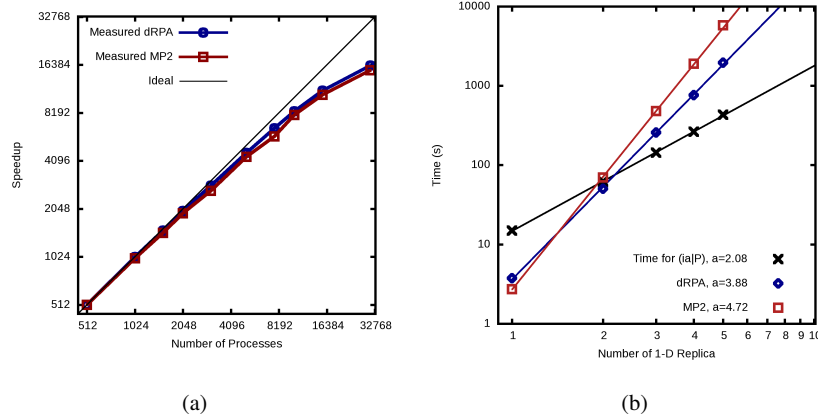 32768
16384
8192
4096
2048
1024
512
Speedup
Measured dRPA
Measured MP2
Ideal
512 1024 2048 4096 8192 16384 32768
Number of Processes
(a)
10000
1000
100
10
1
Time (s)
Time for (ia|P), a=2.08
dRPA, a=3.88
MP2, a=4.72
1 2 3 4 5 6 7 8 9 10
Number of 1-D Replica
(b)